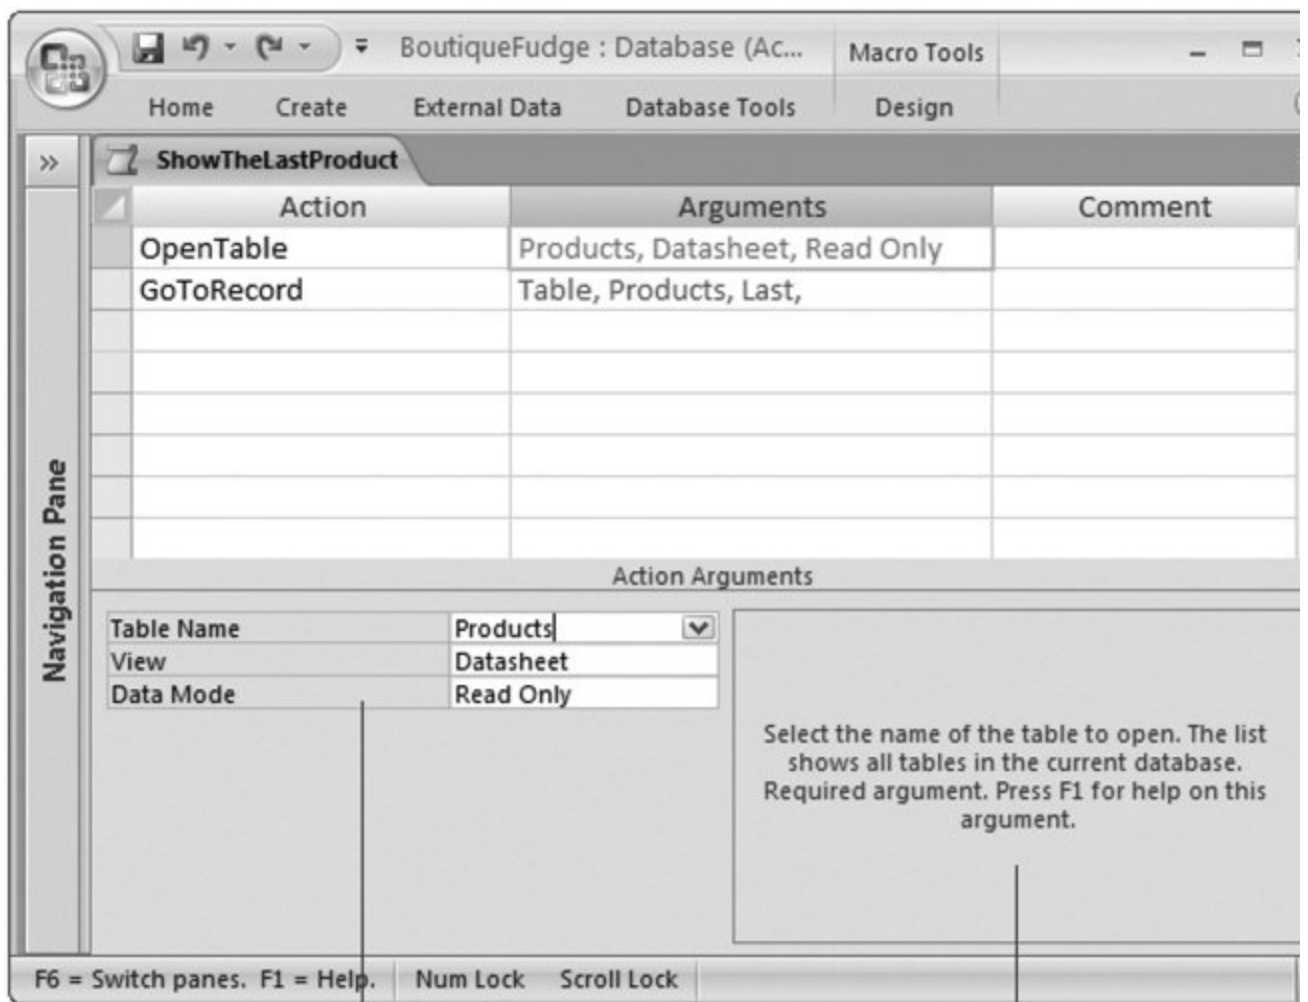 BoutiqueFudge : Database (Ac...
Macro Tools
Home
Create
External Data
Database Tools
Design
»
ShowTheLastProduct
Action
Arguments
Comment
OpenTable
Products, Datasheet, Read Only
GoToRecord
Table, Products, Last,
Navigation Pane
Action Arguments
Table Name
Products
View
Datasheet
Data Mode
Read Only
Select the name of the table to open. The list
shows all tables in the current database.
Required argument. Press F1 for help on this
argument.
F6 = Switch panes. F1 = Help.
Num Lock
Scroll Lock